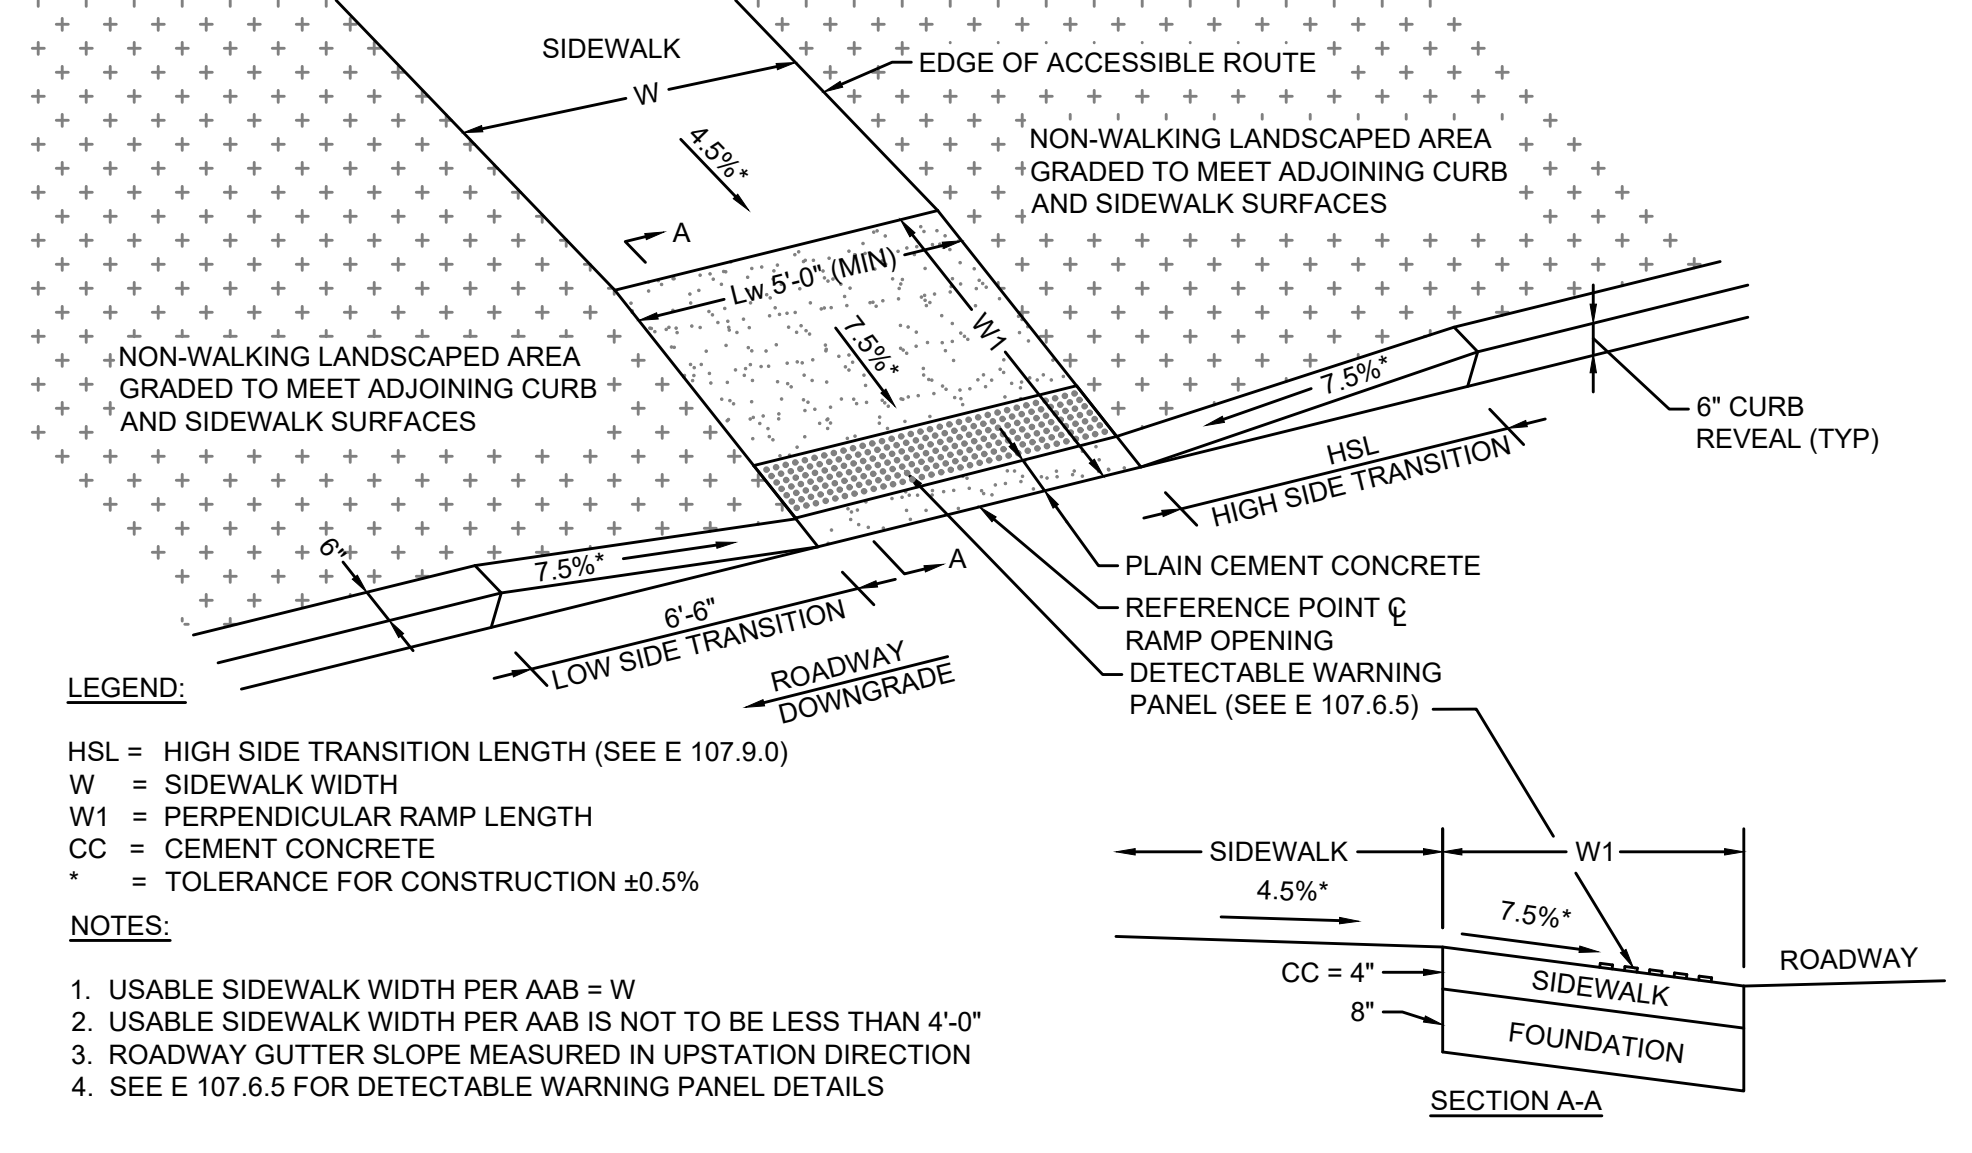 SIDEWALK
EDGE OF ACCESSIBLE ROUTE
W
4.5%*
NON-WALKING LANDSCAPED AREA
GRADED TO MEET ADJOINING CURB
AND SIDEWALK SURFACES
A
Lw 5'-0" (MIN)
W1
7.5%*
NON-WALKING LANDSCAPED AREA
GRADED TO MEET ADJOINING CURB
AND SIDEWALK SURFACES
7.5%*
6" CURB
REVEAL (TYP)
HSL
HIGH SIDE TRANSITION
6"
7.5%*
A
6'-6"
LOW SIDE TRANSITION
ROADWAY
DOWNGRADE
PLAIN CEMENT CONCRETE
REFERENCE POINT ℄
RAMP OPENING
DETECTABLE WARNING
PANEL (SEE E 107.6.5)
LEGEND:
HSL = HIGH SIDE TRANSITION LENGTH (SEE E 107.9.0)
W = SIDEWALK WIDTH
W1 = PERPENDICULAR RAMP LENGTH
CC = CEMENT CONCRETE
* = TOLERANCE FOR CONSTRUCTION ±0.5%
NOTES:
1. USABLE SIDEWALK WIDTH PER AAB = W
2. USABLE SIDEWALK WIDTH PER AAB IS NOT TO BE LESS THAN 4'-0"
3. ROADWAY GUTTER SLOPE MEASURED IN UPSTATION DIRECTION
4. SEE E 107.6.5 FOR DETECTABLE WARNING PANEL DETAILS
SIDEWALK
W1
4.5%*
7.5%*
ROADWAY
CC = 4"
SIDEWALK
8"
FOUNDATION
SECTION A-A